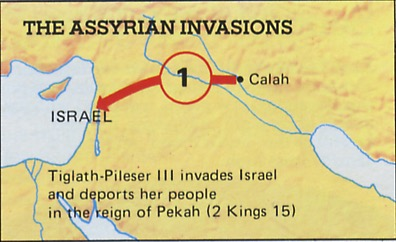 THE ASSYRIAN INVASIONS
1
Calah
ISRAEL
Tiglath-Pileser III invades Israel
and deports her people
in the reign of Pekah (2 Kings 15)